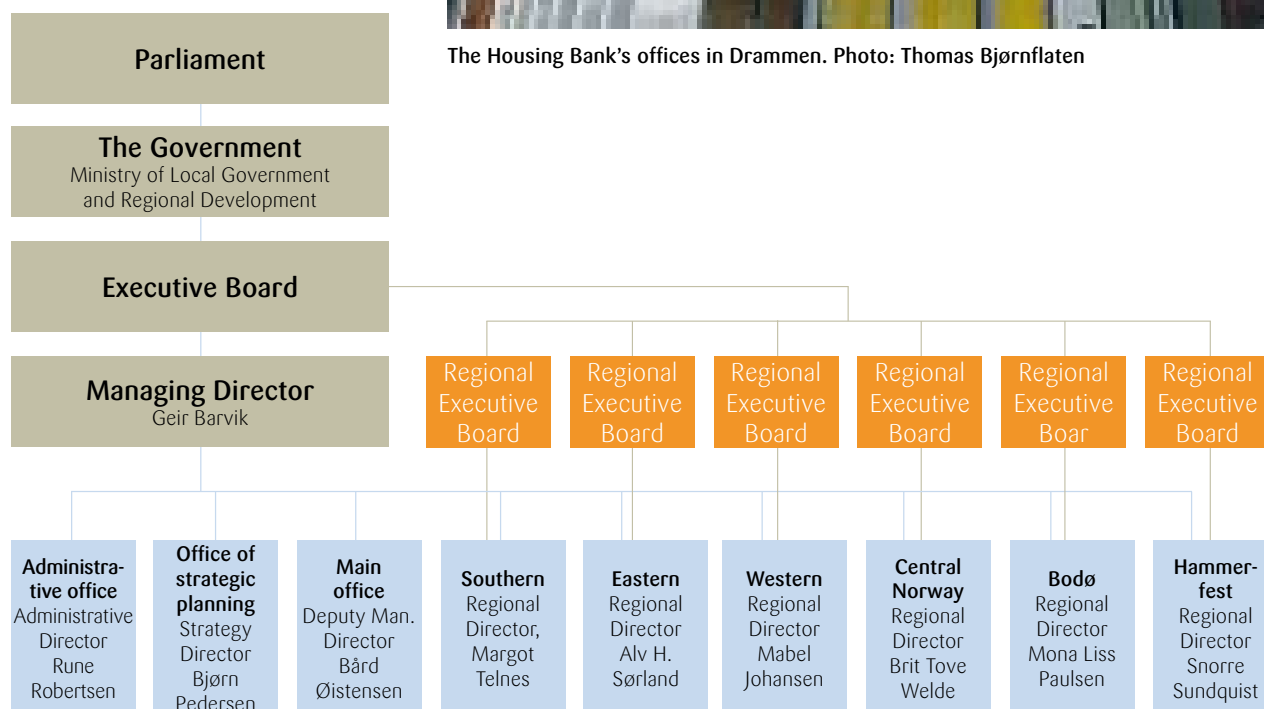 The Housing Bank's offices in Drammen. Photo: Thomas Bjørnflaten
Parliament
The Government
Ministry of Local Government
and Regional Development
Executive Board
Managing Director
Geir Barvik
Regional
Executive
Board
Regional
Executive
Board
Regional
Executive
Board
Regional
Executive
Board
Regional
Executive
Boar
Regional
Executive
Board
Administra-
tive office
Administrative
Director
Rune
Robertsen
Office of
strategic
planning
Strategy
Director
Bjørn
Pedersen
Main
office
Deputy Man.
Director
Bård
Øistensen
Southern
Regional
Director,
Margot
Telnes
Eastern
Regional
Director
Alv H.
Sørland
Western
Regional
Director
Mabel
Johansen
Central
Norway
Regional
Director
Brit Tove
Welde
Bodø
Regional
Director
Mona Liss
Paulsen
Hammer-
fest
Regional
Director
Snorre
Sundquist